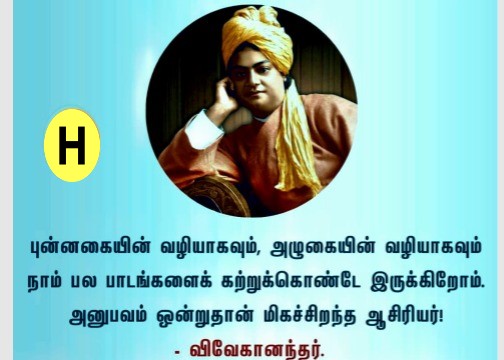 H
புன்னகையின் வழியாகவும், அழுகையின் வழியாகவும்
நாம் பல பாடங்களைக் கற்றுக்கொண்டே இருக்கிறோம்.
அனுபவம் ஒன்றுதான் மிகச்சிறந்த ஆசிரியர்!
- விவேகானந்தர்.